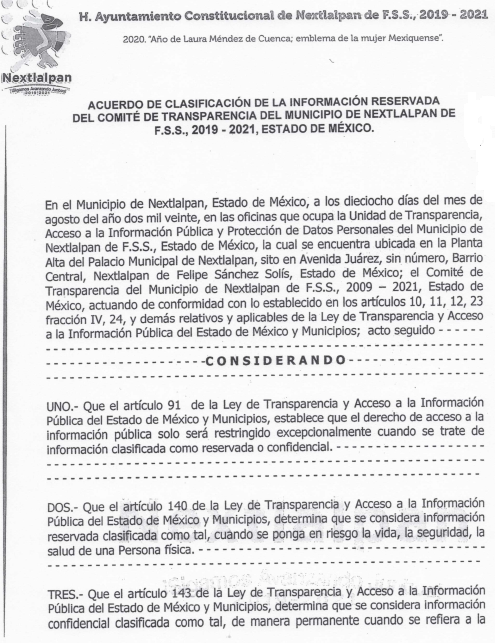 H. Ayuntamiento Constitucional de Nextlalpan de F.S.S., 2019 - 2021
2020. "Año de Laura Méndez de Cuenca; emblema de la mujer Mexiquense".
Nextlalpan
2019/2021
ACUERDO DE CLASIFICACIÓN DE LA INFORMACIÓN RESERVADA
DEL COMITÉ DE TRANSPARENCIA DEL MUNICIPIO DE NEXTLALPAN DE
F.S.S., 2019 - 2021, ESTADO DE MÉXICO.
En el Municipio de Nextlalpan, Estado de México, a los dieciocho días del mes de
agosto del año dos mil veinte, en las oficinas que ocupa la Unidad de Transparencia,
Acceso a la Información Pública y Protección de Datos Personales del Municipio de
Nextlalpan de F.S.S., Estado de México, la cual se encuentra ubicada en la Planta
Alta del Palacio Municipal de Nextlalpan, sito en Avenida Juárez, sin número, Barrio
Central, Nextlalpan de Felipe Sánchez Solís, Estado de México; el Comité de
Transparencia del Municipio de Nextlalpan de F.S.S., 2009 – 2021, Estado de
México, actuando de conformidad con lo establecido en los artículos 10, 11, 12, 23
fracción IV, 24, y demás relativos y aplicables de la Ley de Transparencia y Acceso
a la Información Pública del Estado de México y Municipios; acto seguido - - - - - -
- - - - - - - - - - - - - - - - - - - - - - - - - - - - - - - - - - - - - - - - - - - - - - - - - - - - - -
- - - - - - - - - - - - - - - - - - -C O N S I D E R A N D O- - - - - - - - - - - - - - - - -
- - - - - - - - - - - - - - - - - - - - - - - - - - - - - - - - - - - - - - - - - - - - - - - - - - - - - -
UNO.- Que el artículo 91 de la Ley de Transparencia y Acceso a la Información
Pública del Estado de México y Municipios, establece que el derecho de acceso a la
información pública solo será restringido excepcionalmente cuando se trate de
información clasificada como reservada o confidencial. - - - - - - - - - - - - - - - - - -
- - - - - - - - - - - - - - - - - - - - - - - - - - - - - - - - - - - - - - - - - - - - - - - - - - - - - -
- - - - - - - - - - - - - - - - - - - - - - - - - - - - - - - - - - - - - - - - - - - - - - - - - - - - - -
DOS.- Que el artículo 140 de la Ley de Transparencia y Acceso a la Información
Pública del Estado de México y Municipios, determina que se considera información
reservada clasificada como tal, cuando se ponga en riesgo la vida, la seguridad, la
salud de una Persona física. - - - - - - - - - - - - - - - - - - - - - - - - - - - - - - - - - - -
- - - - - - - - - - - - - - - - - - - - - - - - - - - - - - - - - - - - - - - - - - - - - - - - - - - - - -
TRES.- Que el artículo 143 de la Ley de Transparencia y Acceso a la Información
Pública del Estado de México y Municipios, determina que se considera información
confidencial clasificada como tal, de manera permanente cuando se refiera a la